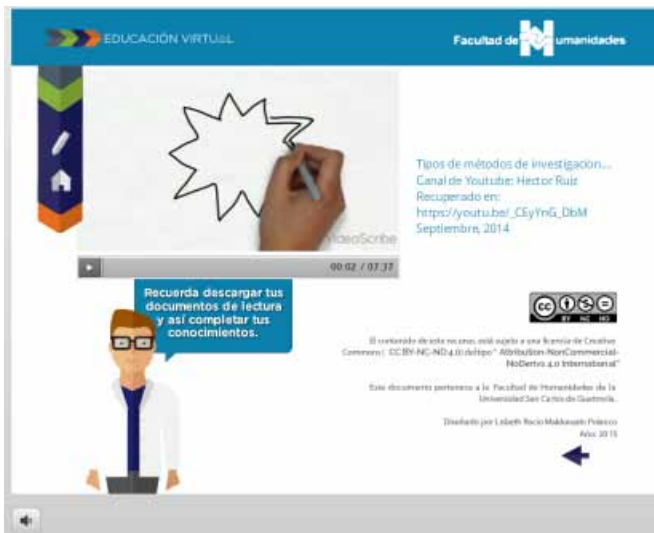 EDUCACIÓN VIRTUAL
Facultad de Humanidades
Tipos de métodos de investigacion....
Canal de Youtube: Hector Ruiz
Recuperado en:
https://youtu.be/_CEyYnG_DbM
Septiembre, 2014
VideoScribe
00:02 / 07:37
Recuerda descargar tus
documentos de lectura
y así completar tus
conocimientos.
cc
BY NC ND
El contenido de este recurso, está sujeto a una licencia de Creative
Commons ( CC BY-NC-ND 4.0) del tipo " Attribution-NonCommercial-
NoDerivs 4.0 International"
Este documento pertenece a la Facultad de Humanidades de la
Universidad San Carlos de Guatemala.
Diseñado por Lisbeth Rocio Maldonado Polanco
Año: 2015